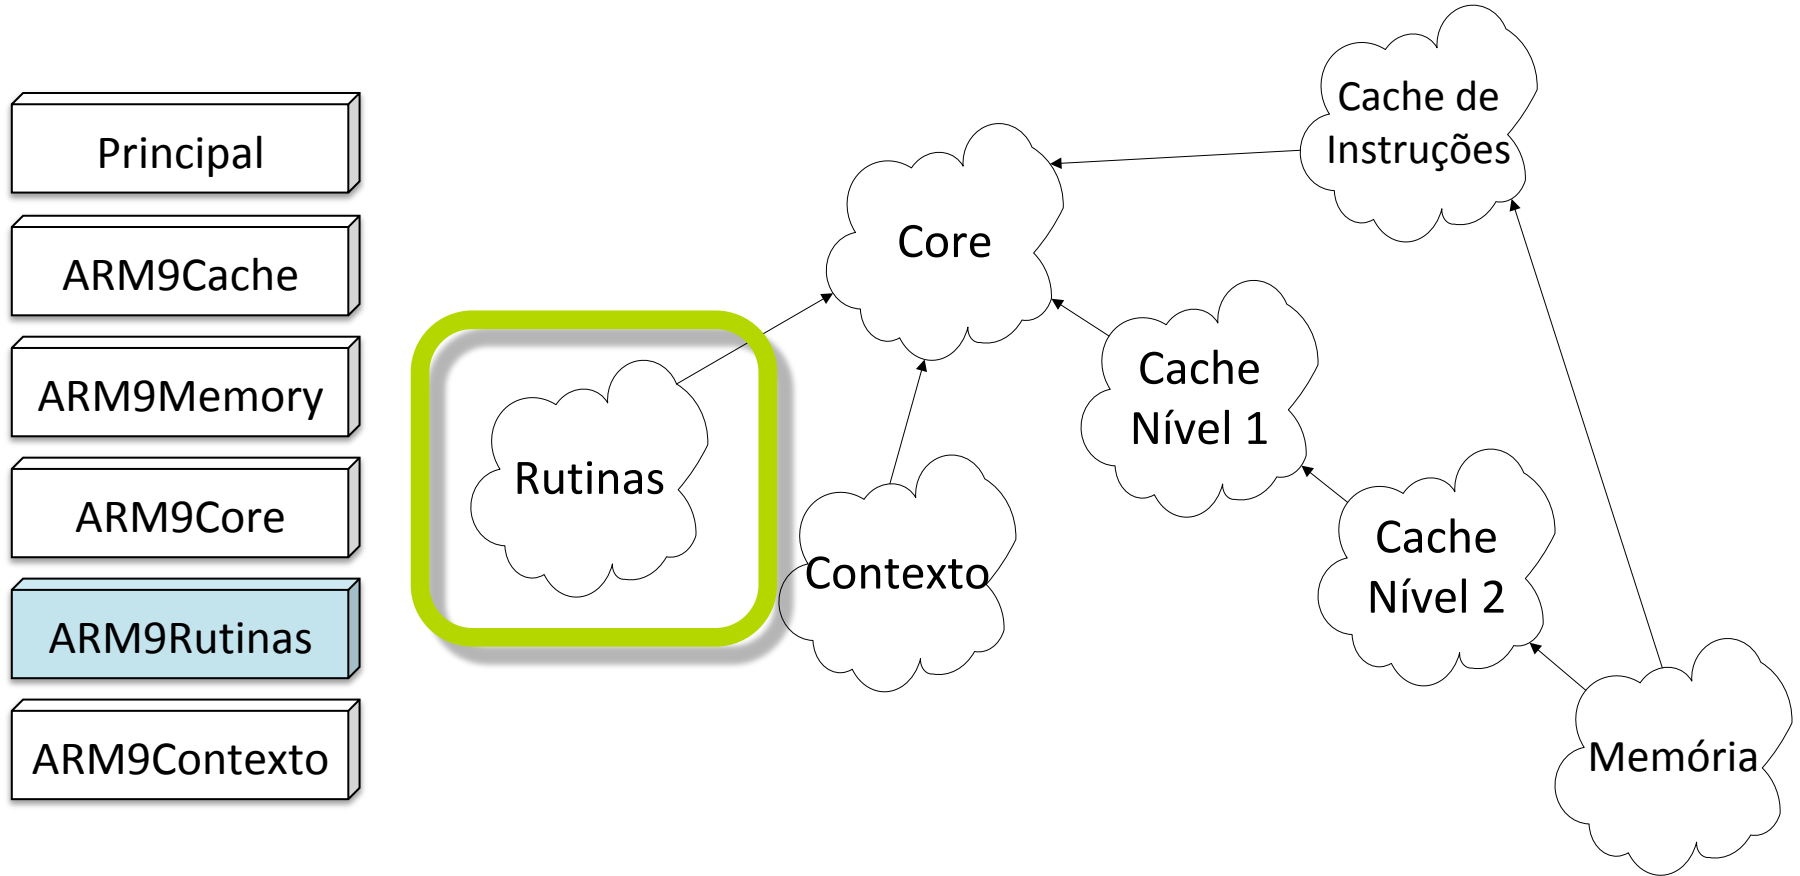 Principal
ARM9Cache
ARM9Memory
ARM9Core
ARM9Rutinas
ARM9Contexto
Rutinas
Core
Contexto
Cache de
Instruções
Cache
Nível 1
Cache
Nível 2
Memória